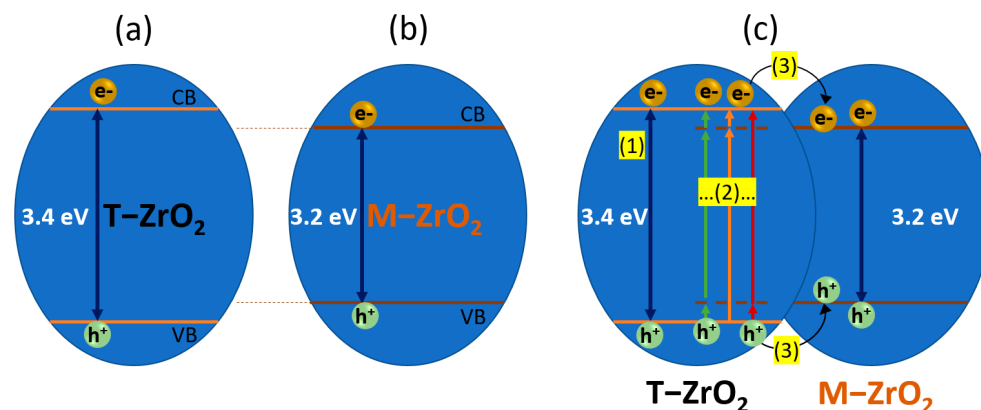 (a)
(b)
(c)
e-
CB
3.4 eV
T–ZrO₂
h⁺
VB
e-
CB
3.2 eV
M–ZrO₂
h⁺
VB
e-
e-
e-
(3)
e-
e-
(1)
...(2)...
3.4 eV
3.2 eV
h⁺
h⁺
h⁺
(3)
h⁺
h⁺
T–ZrO₂
M–ZrO₂